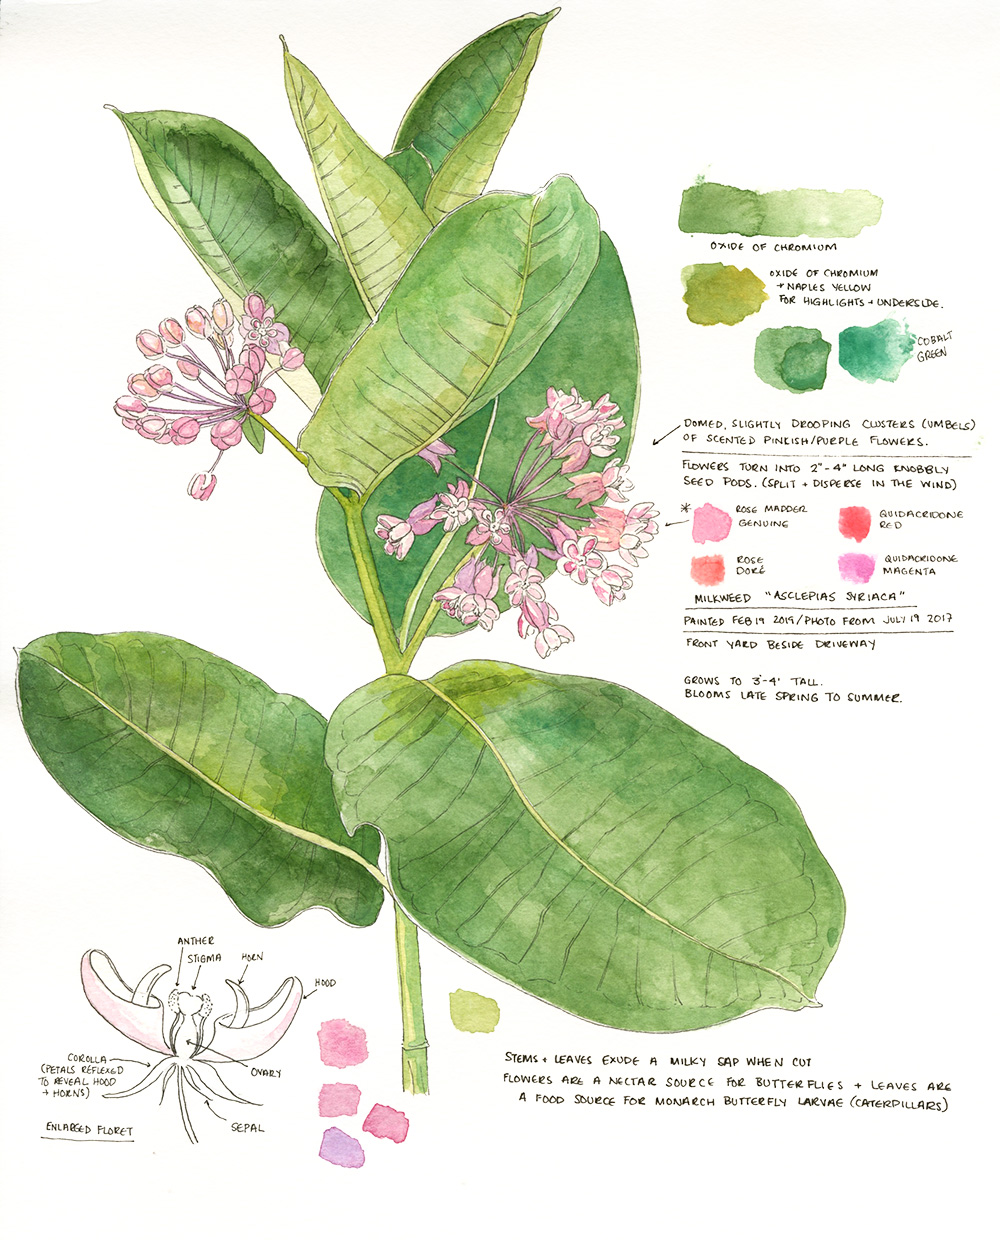 OXIDE OF CHROMIUM
OXIDE OF CHROMIUM
+ NAPLES YELLOW
FOR HIGHLIGHTS + UNDERSIDE.
COBALT
GREEN
DOMED, SLIGHTLY DROOPING CLUSTERS (UMBELS)
OF SCENTED PINKISH/PURPLE FLOWERS.
FLOWERS TURN INTO 2"-4" LONG KNOBBLY
SEED PODS. (SPLIT + DISPERSE IN THE WIND)
* ROSE MADDER
GENUINE
QUIDACRIDONE
RED
ROSE
DORÉ
QUIDACRIDONE
MAGENTA
MILKWEED "ASCLEPIAS SYRIACA"
PAINTED FEB 19 2019/PHOTO FROM JULY 19 2017
FRONT YARD BESIDE DRIVEWAY
GROWS TO 3'-4' TALL.
BLOOMS LATE SPRING TO SUMMER.
ANTHER
STIGMA
HORN
HOOD
COROLLA
(PETALS REFLEXED
TO REVEAL HOOD
+ HORNS)
OVARY
SEPAL
ENLARGED FLORET
STEMS + LEAVES EXUDE A MILKY SAP WHEN CUT
FLOWERS ARE A NECTAR SOURCE FOR BUTTERFLIES + LEAVES ARE
A FOOD SOURCE FOR MONARCH BUTTERFLY LARVAE (CATERPILLARS)